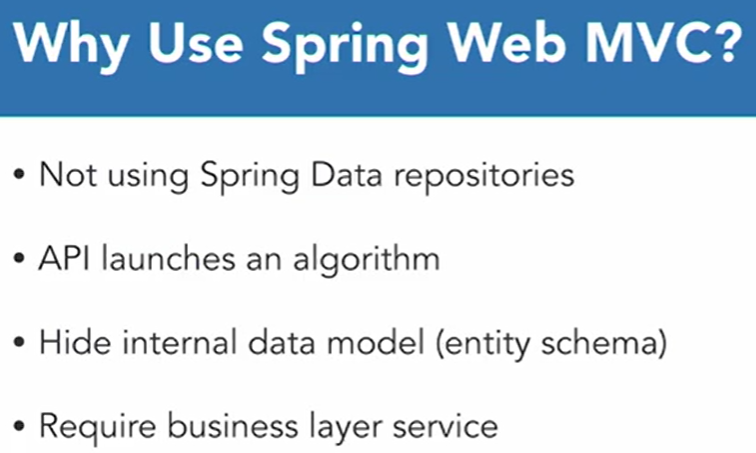 Why Use Spring Web MVC?
• Not using Spring Data repositories
• API launches an algorithm
• Hide internal data model (entity schema)
• Require business layer service